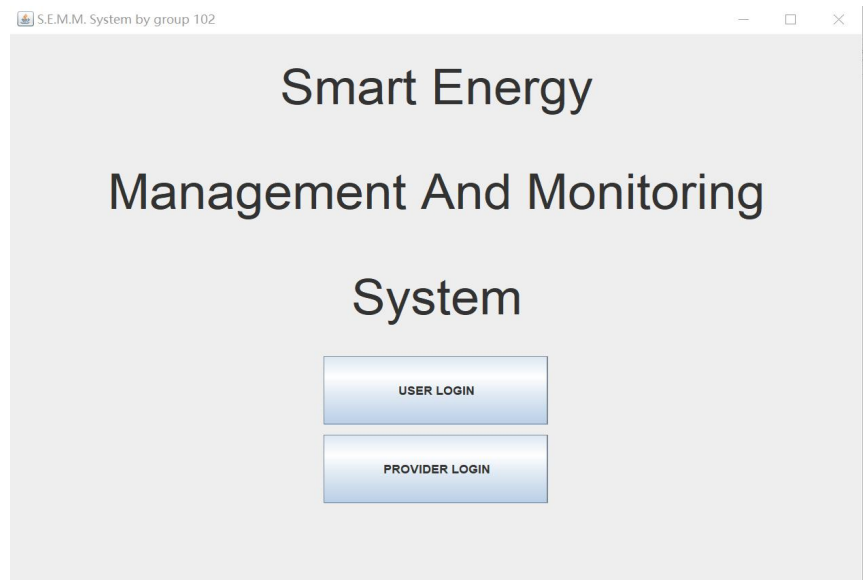 S.E.M.M. System by group 102
Smart Energy
Management And Monitoring
System
USER LOGIN
PROVIDER LOGIN